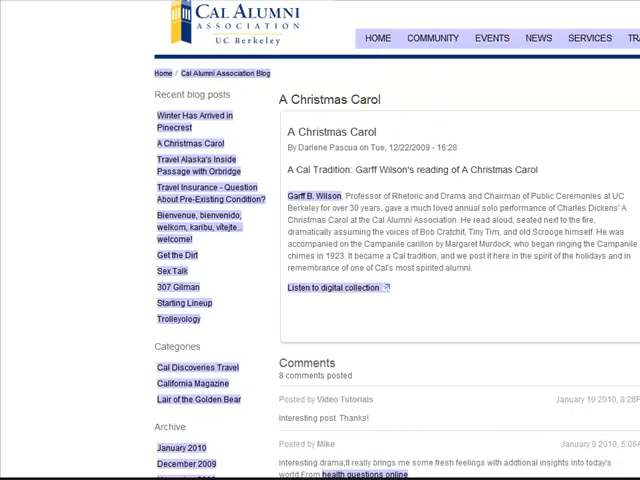 CAL ALUMNI
ASSOCIATION
UC Berkeley
HOME COMMUNITY EVENTS NEWS SERVICES TRA
Home / Cal Alumni Association Blog
Recent blog posts
Winter Has Arrived in
Pinecrest
A Christmas Carol
Travel Alaska's Inside
Passage with Orbridge
Travel Insurance - Question
About Pre-Existing Condition?
Bienvenue, bienvenido,
welkom, karibu, vítejte...
welcome!
Get the Dirt
Sex Talk
307 Gilman
Starting Lineup
Trolleyology
Categories
Cal Discoveries Travel
California Magazine
Lair of the Golden Bear
Archive
January 2010
December 2009
A Christmas Carol
A Christmas Carol
By Darlene Pascua on Tue, 12/22/2009 - 16:28
A Cal Tradition: Garff Wilson's reading of A Christmas Carol
Garff B. Wilson, Professor of Rhetoric and Drama and Chairman of Public Ceremonies at UC
Berkeley for over 30 years, gave a much loved annual solo performance of Charles Dickens' A
Christmas Carol at the Cal Alumni Association. He read aloud, seated next to the fire,
dramatically assuming the voices of Bob Cratchit, Tiny Tim, and old Scrooge himself. He was
accompanied on the Campanile carillon by Margaret Murdock, who began ringing the Campanile
chimes in 1923. It became a Cal tradition, and we post it here in the spirit of the holidays and in
remembrance of one of Cal's most spirited alumni.
Listen to digital collection
Comments
8 comments posted
Posted by Video Tutorials January 10 2010, 8:28P
Interesting post. Thanks!
Posted by Mike January 9 2010, 5:06A
Interesting drama,It really brings me some fresh feelings with addtional insights into today's
world.From health questions online